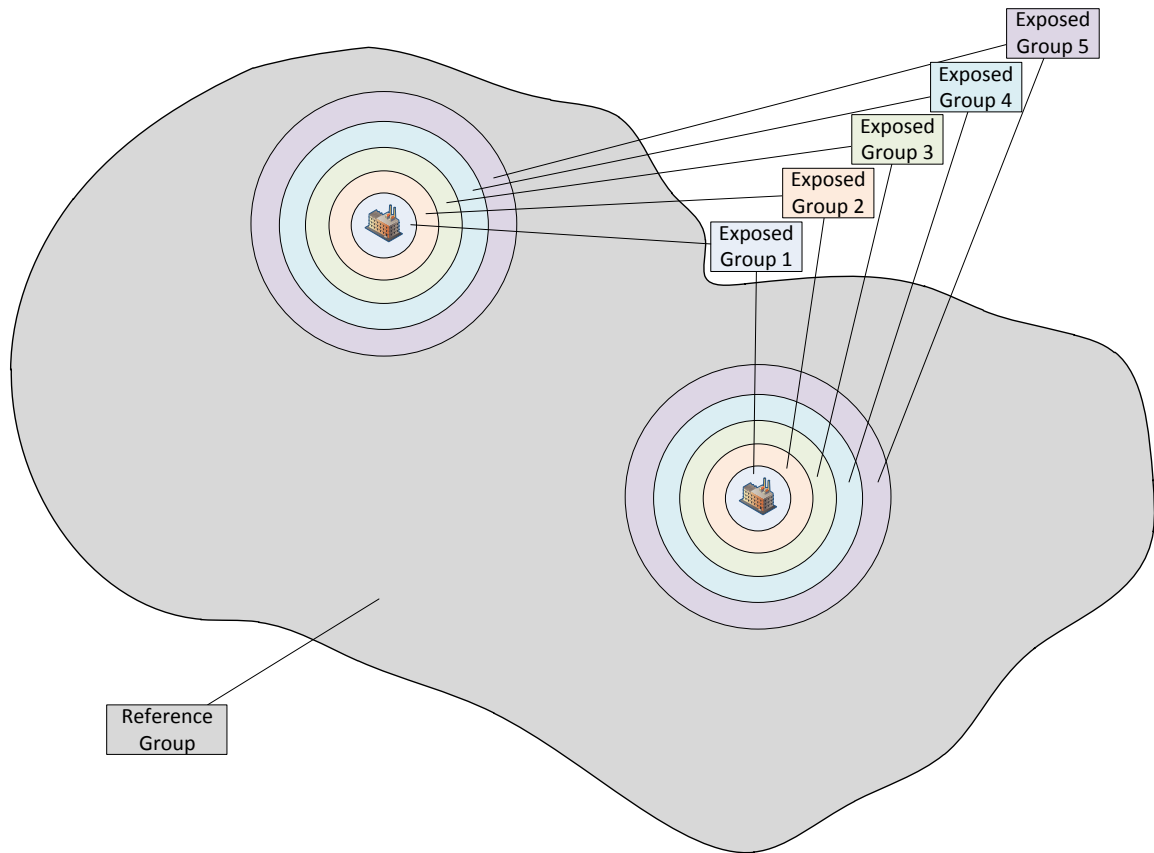 Exposed
Group 5
Exposed
Group 4
Exposed
Group 3
Exposed
Group 2
Exposed
Group 1
Reference
Group